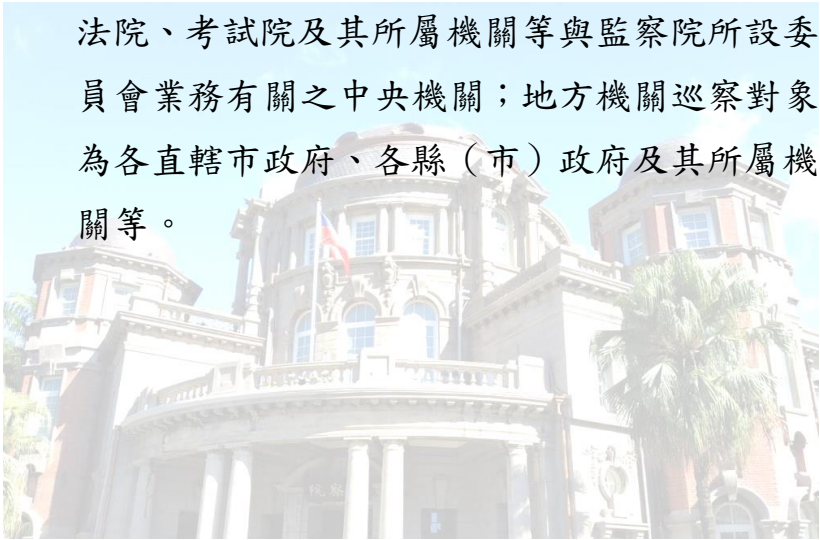 法院、考試院及其所屬機關等與監察院所設委
員會業務有關之中央機關；地方機關巡察對象
為各直轄市政府、各縣（市）政府及其所屬機
關等。
察院